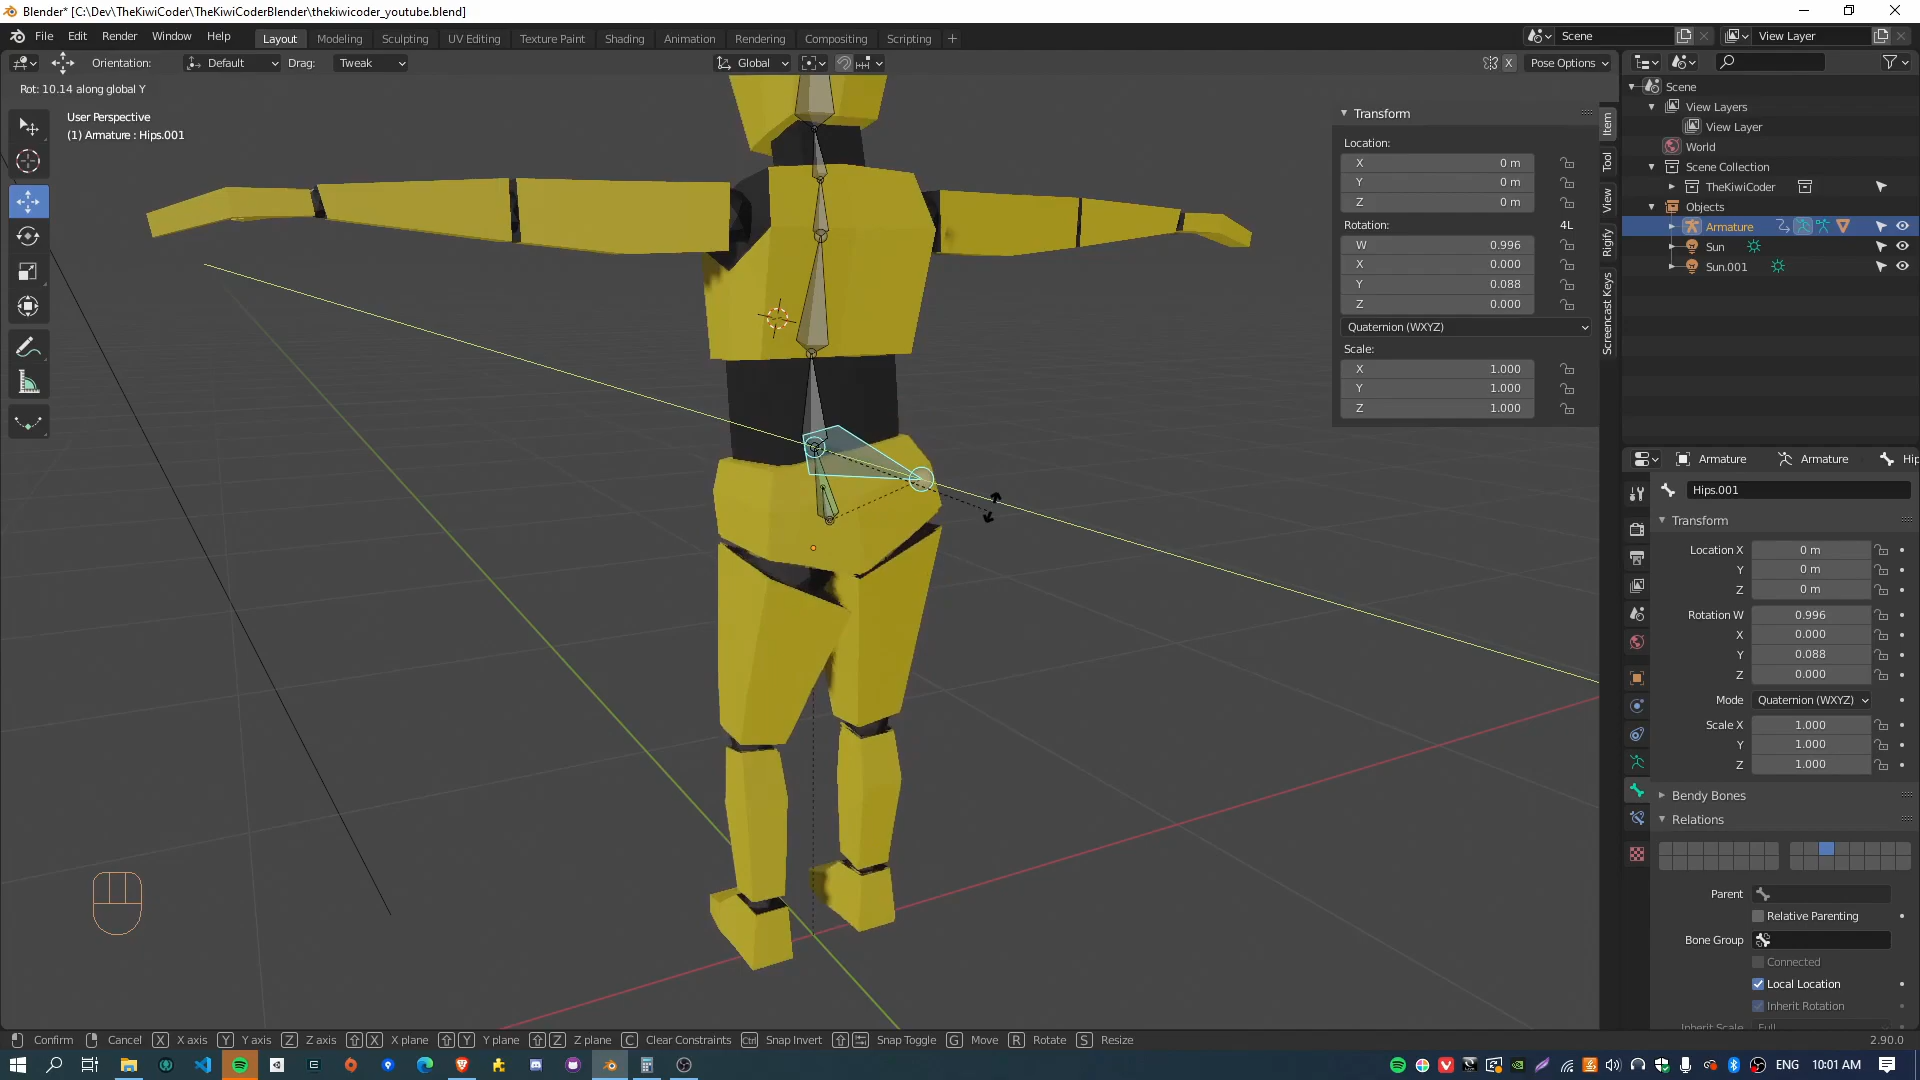 Blender* [C:\Dev\TheKiwiCoder\TheKiwiCoderBlender\thekiwicoder_youtube.blend]
File Edit Render Window Help Layout Modeling Sculpting UV Editing Texture Paint Shading Animation Rendering Compositing Scripting + Scene View Layer
Orientation: Default Drag: Tweak Global X Pose Options
Rot: 10.14 along global Y
User Perspective
(1) Armature : Hips.001
Transform
Location:
X 0 m
Y 0 m
Z 0 m
Rotation: 4L
W 0.996
X 0.000
Y 0.088
Z 0.000
Quaternion (WXYZ)
Scale:
X 1.000
Y 1.000
Z 1.000
Item
Tool
View
Rigify
Screencast Keys
Scene
View Layers
View Layer
World
Scene Collection
TheKiwiCoder
Objects
Armature
Sun
Sun.001
Armature Armature Hip
Hips.001
Transform
Location X 0 m
Y 0 m
Z 0 m
Rotation W 0.996
X 0.000
Y 0.088
Z 0.000
Mode Quaternion (WXYZ)
Scale X 1.000
Y 1.000
Z 1.000
Bendy Bones
Relations
Parent
Relative Parenting
Bone Group
Connected
Local Location
Inherit Rotation
Inherit Scale Full
Confirm Cancel X X axis Y Y axis Z Z axis X X plane Y Y plane Z Z plane C Clear Constraints Ctrl Snap Invert Snap Toggle G Move R Rotate S Resize 2.90.0
ENG 10:01 AM